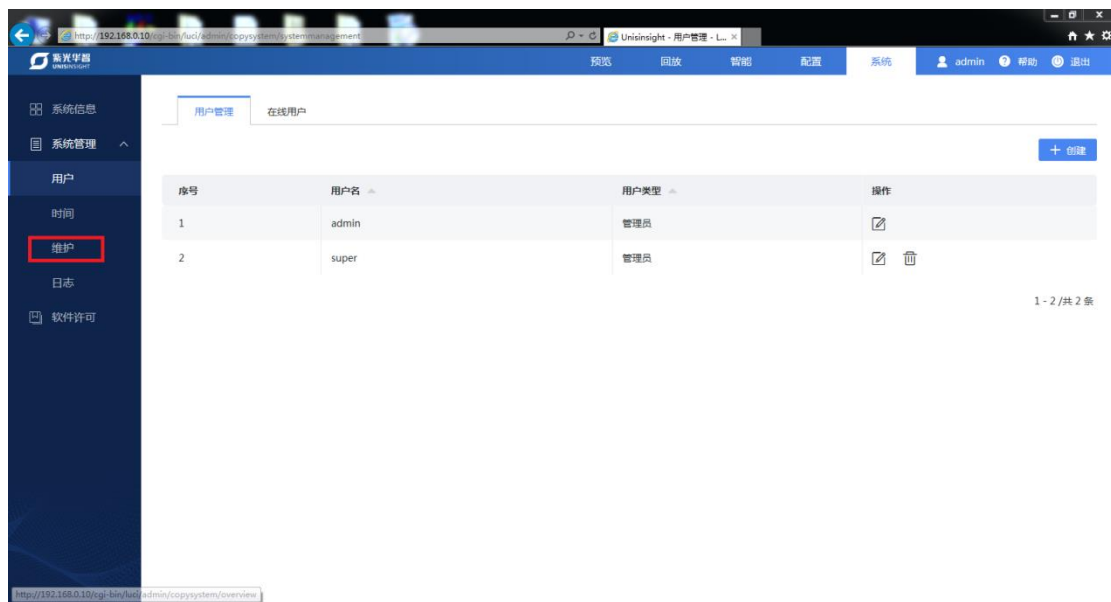 http://192.168.0.10/cgi-bin/luci/admin/copysystem/systemmanagement
Unisinsight - 用户管理 - L...
紫光华智
UNISINSIGHT
预览 回放 智能 配置 系统 admin 帮助 退出
系统信息
系统管理
用户
时间
维护
日志
软件许可
用户管理 在线用户
创建
序号 用户名 用户类型 操作
1 admin 管理员
2 super 管理员
1 - 2 /共 2 条
http://192.168.0.10/cgi-bin/luci/admin/copysystem/overview